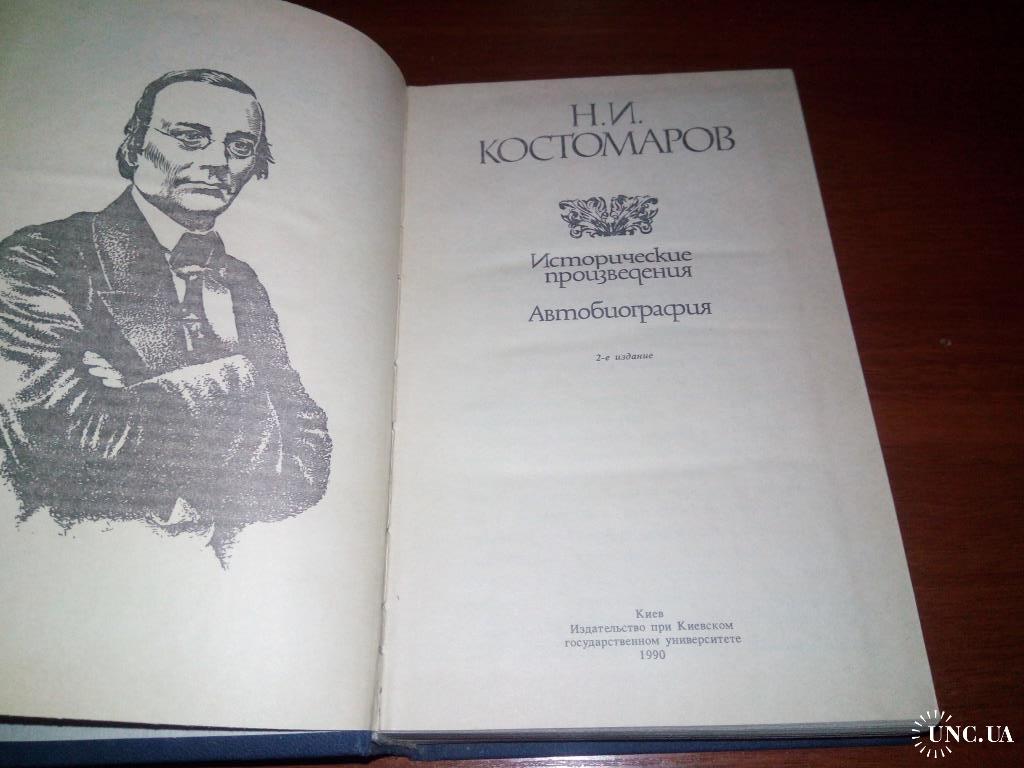 Н.И.
КОСТОМАРОВ
Исторические
произведения
Автобиография
2-е издание
Киев
Издательство при Киевском
государственном университете
1990
UNC.UA